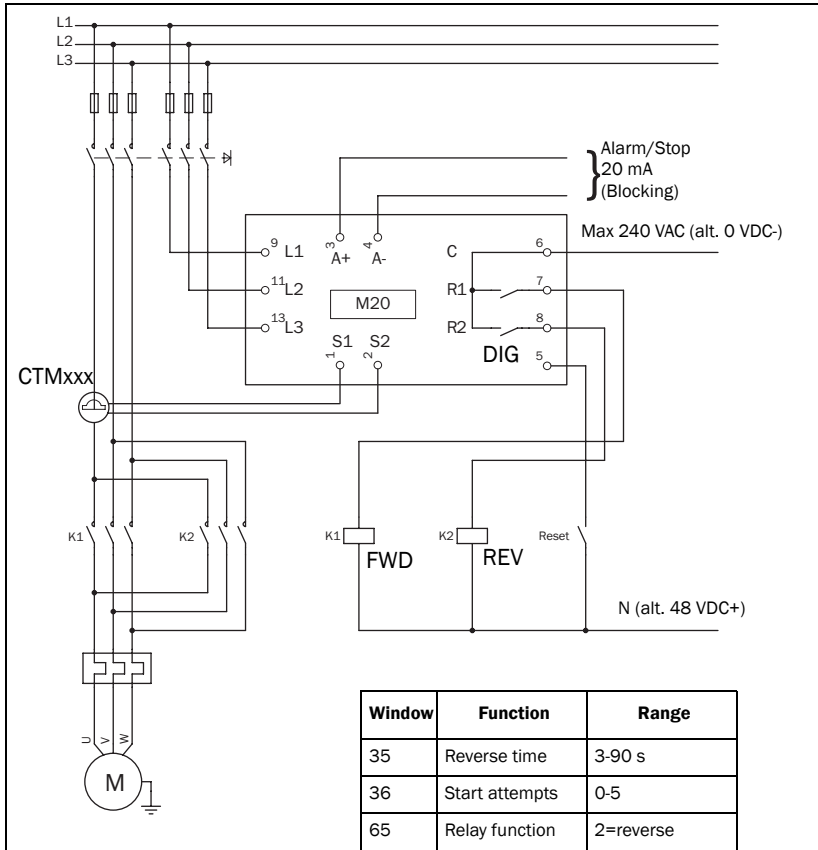 L1
L2
L3
Alarm/Stop
20 mA
(Blocking)
Max 240 VAC (alt. 0 VDC-)
9 L1
3 A+
4 A-
C 6
11 L2
M20
R1 7
13 L3
R2 8
S1 1
S2 2
DIG 5
CTMxxx
K1
K2
K1
FWD
K2
REV
Reset
N (alt. 48 VDC+)
U V W
M
Window Function Range
35 Reverse time 3-90 s
36 Start attempts 0-5
65 Relay function 2=reverse